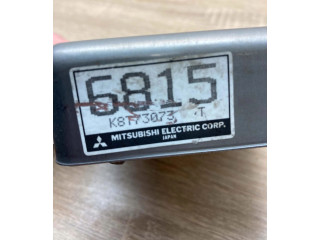 6815
K8T73073 T
MITSUBISHI ELECTRIC CORP.
JAPAN